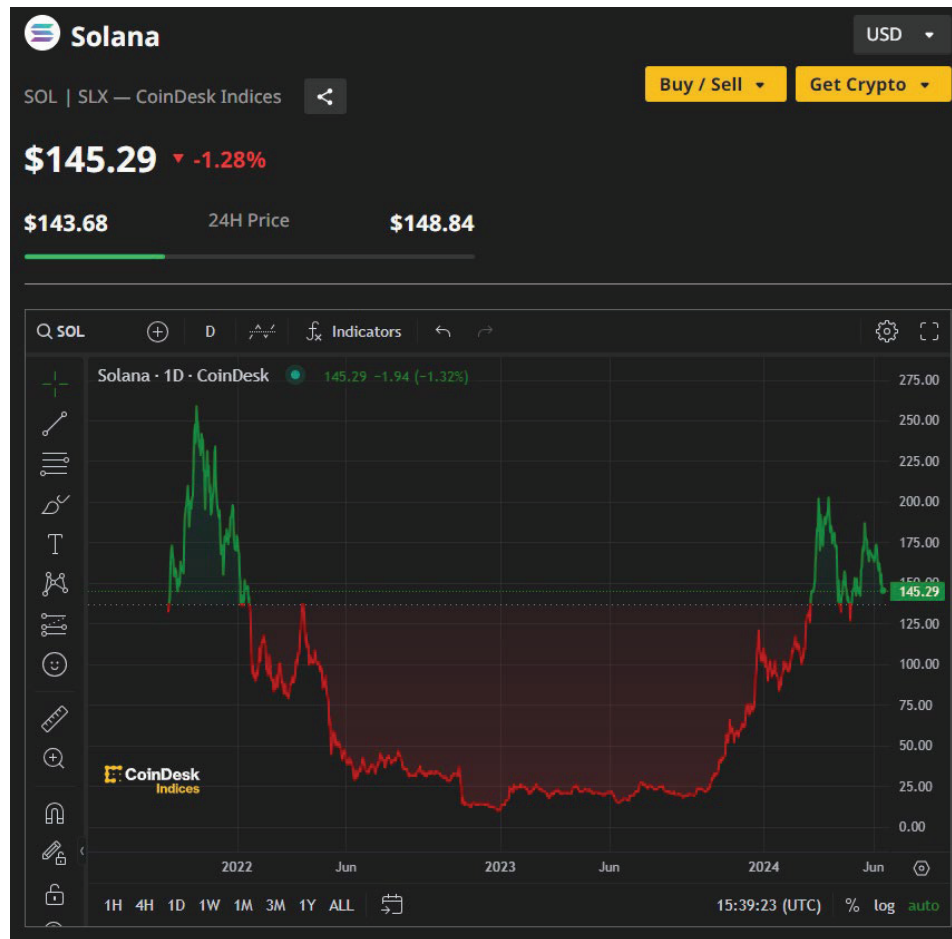 Solana
USD
SOL | SLX — CoinDesk Indices
Buy / Sell
Get Crypto
$145.29 ▼ -1.28%
$143.68 24H Price $148.84
SOL
D
Indicators
Solana · 1D · CoinDesk 145.29 −1.94 (−1.32%)
275.00
250.00
225.00
200.00
175.00
150.00
145.29
125.00
100.00
75.00
50.00
25.00
0.00
CoinDesk
Indices
2022 Jun 2023 Jun 2024 Jun
1H 4H 1D 1W 1M 3M 1Y ALL 15:39:23 (UTC) % log auto